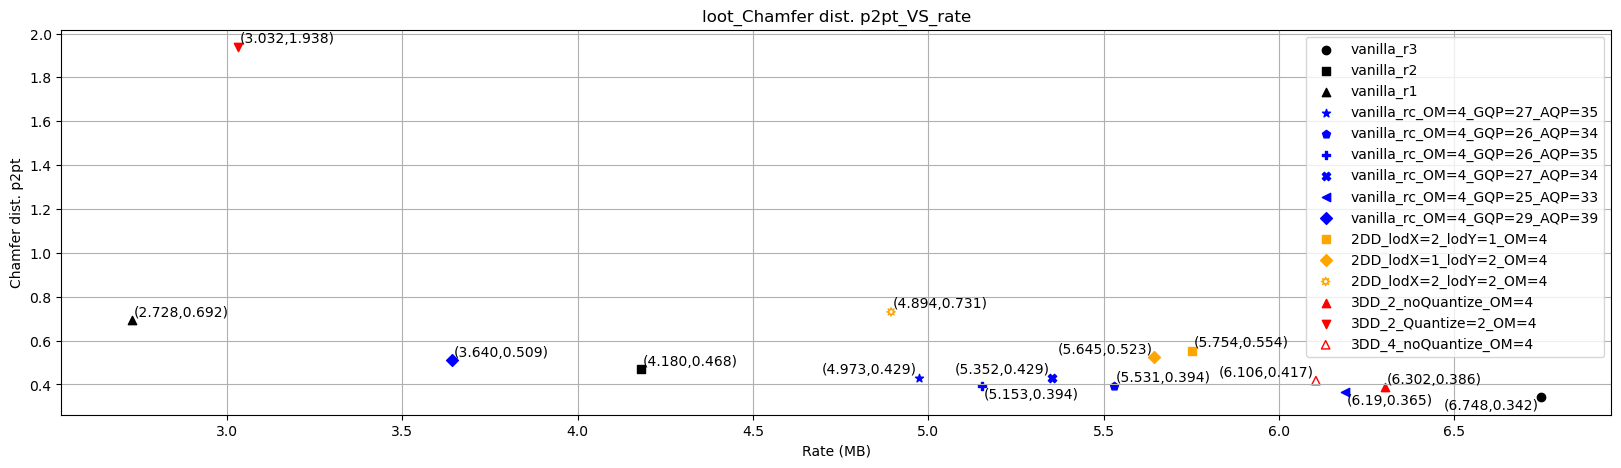 loot_Chamfer dist. p2pt_VS_rate
Chamfer dist. p2pt
2.0
1.8
1.6
1.4
1.2
1.0
0.8
0.6
0.4
(3.032,1.938)
(2.728,0.692)
(3.640,0.509)
(4.180,0.468)
(4.894,0.731)
(4.973,0.429)
(5.153,0.394)
(5.352,0.429)
(5.531,0.394)
(5.645,0.523)
(5.754,0.554)
(6.106,0.417)
(6.19,0.365)
(6.302,0.386)
(6.748,0.342)
vanilla_r3
vanilla_r2
vanilla_r1
vanilla_rc_OM=4_GQP=27_AQP=35
vanilla_rc_OM=4_GQP=26_AQP=34
vanilla_rc_OM=4_GQP=26_AQP=35
vanilla_rc_OM=4_GQP=27_AQP=34
vanilla_rc_OM=4_GQP=25_AQP=33
vanilla_rc_OM=4_GQP=29_AQP=39
2DD_lodX=2_lodY=1_OM=4
2DD_lodX=1_lodY=2_OM=4
2DD_lodX=2_lodY=2_OM=4
3DD_2_noQuantize_OM=4
3DD_2_Quantize=2_OM=4
3DD_4_noQuantize_OM=4
3.0
3.5
4.0
4.5
5.0
5.5
6.0
6.5
Rate (MB)